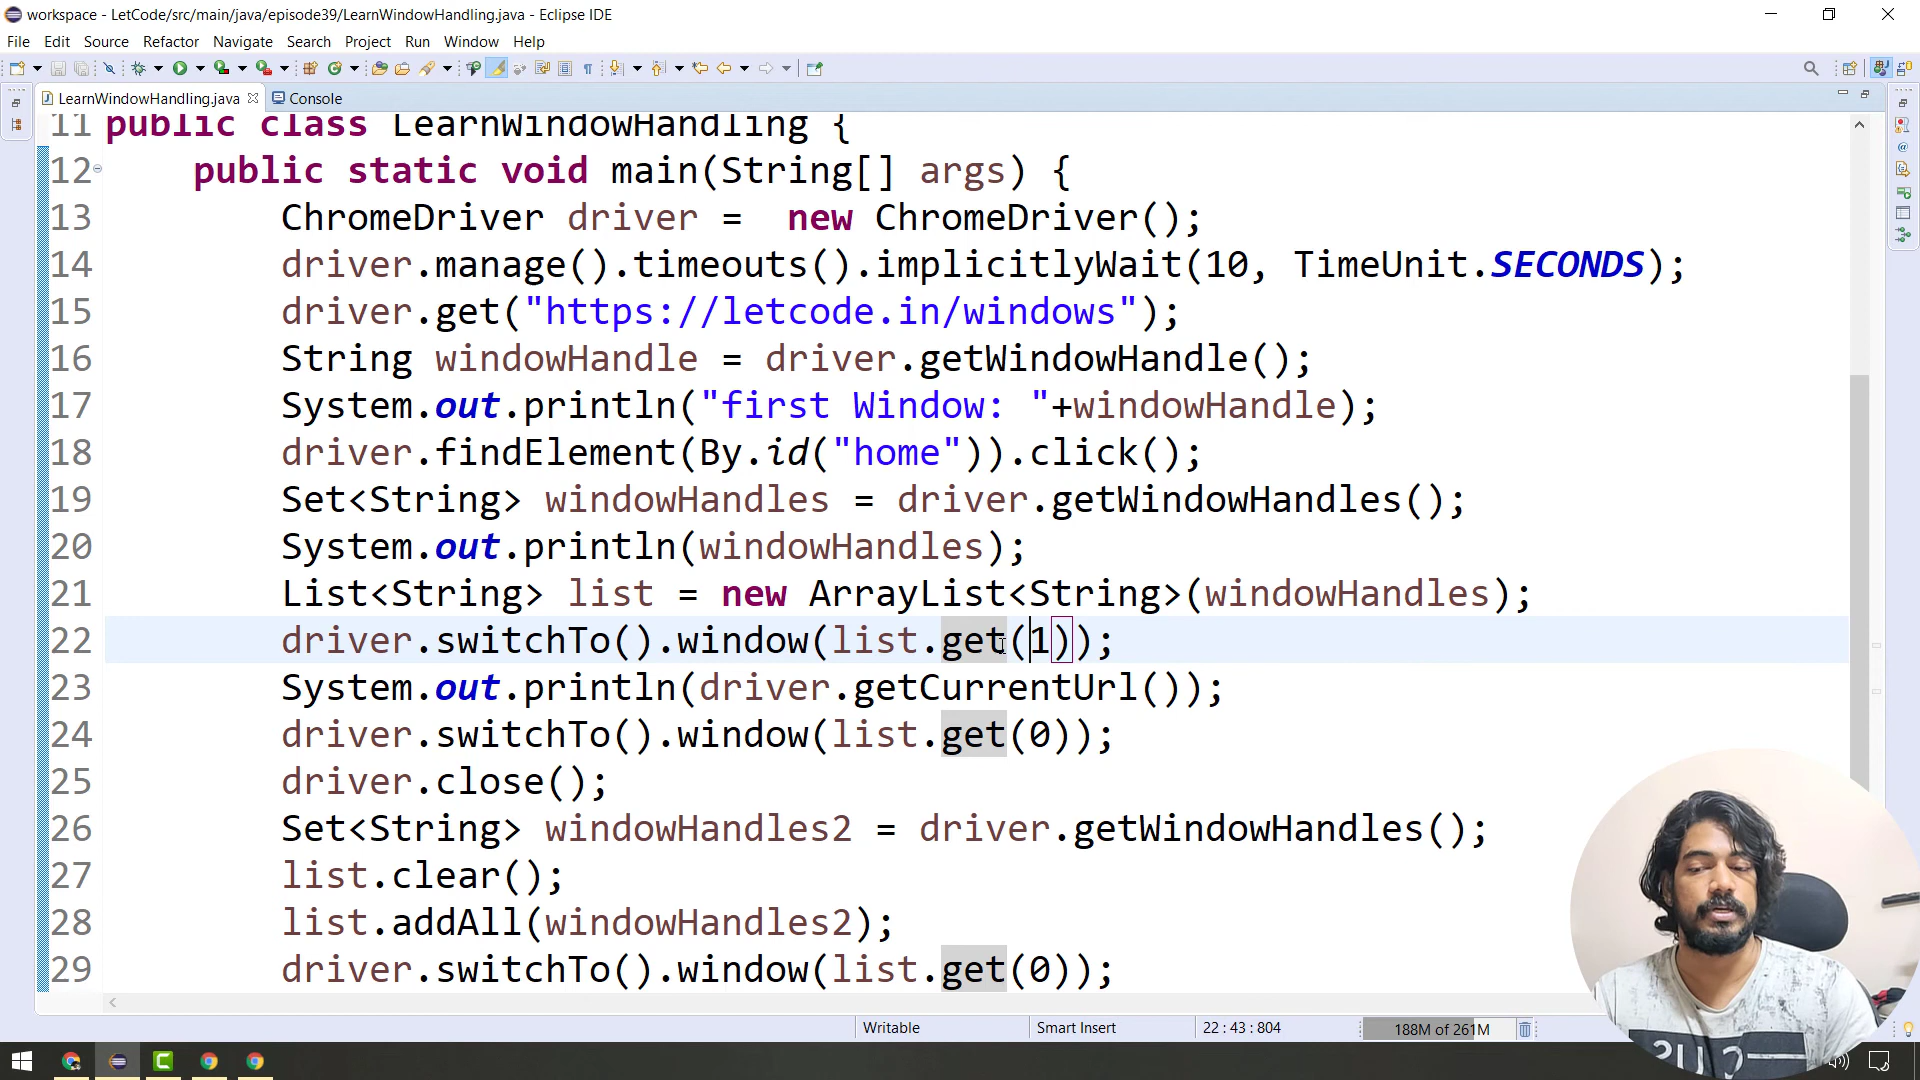 workspace - LetCode/src/main/java/episode39/LearnWindowHandling.java - Eclipse IDE
File Edit Source Refactor Navigate Search Project Run Window Help
LearnWindowHandling.java Console
11 public class LearnWindowHandling {
12 public static void main(String[] args) {
13 ChromeDriver driver = new ChromeDriver();
14 driver.manage().timeouts().implicitlyWait(10, TimeUnit.SECONDS);
15 driver.get("https://letcode.in/windows");
16 String windowHandle = driver.getWindowHandle();
17 System.out.println("first Window: "+windowHandle);
18 driver.findElement(By.id("home")).click();
19 Set<String> windowHandles = driver.getWindowHandles();
20 System.out.println(windowHandles);
21 List<String> list = new ArrayList<String>(windowHandles);
22 driver.switchTo().window(list.get(1));
23 System.out.println(driver.getCurrentUrl());
24 driver.switchTo().window(list.get(0));
25 driver.close();
26 Set<String> windowHandles2 = driver.getWindowHandles();
27 list.clear();
28 list.addAll(windowHandles2);
29 driver.switchTo().window(list.get(0));
Writable Smart Insert 22 : 43 : 804 188M of 261M